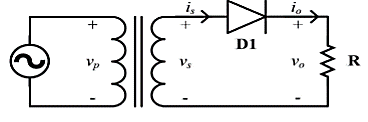 i_s
i_o
+ + +
D1
v_p v_s v_o R
- - -